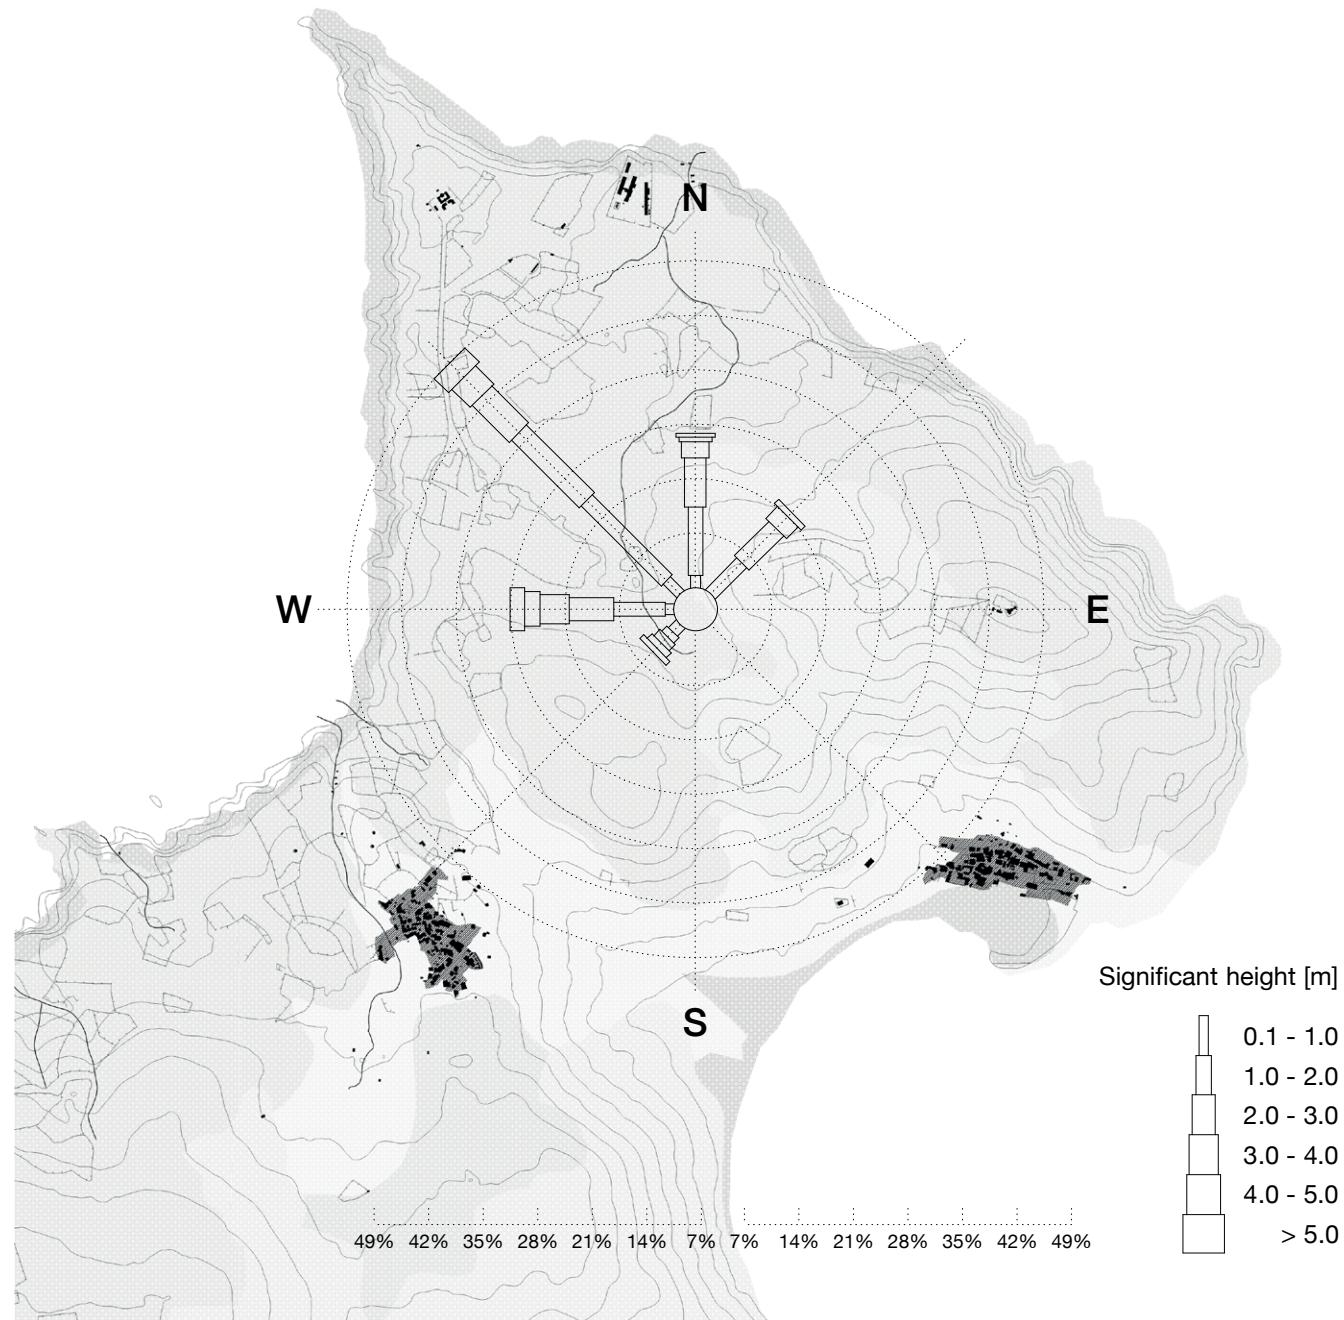 N
W
E
S
Significant height [m]
0.1 - 1.0
1.0 - 2.0
2.0 - 3.0
3.0 - 4.0
4.0 - 5.0
> 5.0
49% 42% 35% 28% 21% 14% 7% 7% 14% 21% 28% 35% 42% 49%